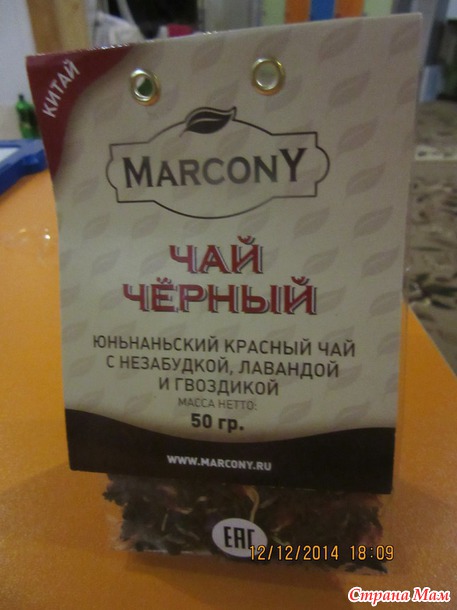 КИТАЙ
MARCONY
ЧАЙ
ЧЁРНЫЙ
ЮНЬНАНЬСКИЙ КРАСНЫЙ ЧАЙ
С НЕЗАБУДКОЙ, ЛАВАНДОЙ
И ГВОЗДИКОЙ
МАССА НЕТТО:
50 гр.
WWW.MARCONY.RU
EAC
12/12/2014 18:09
Страна Мам